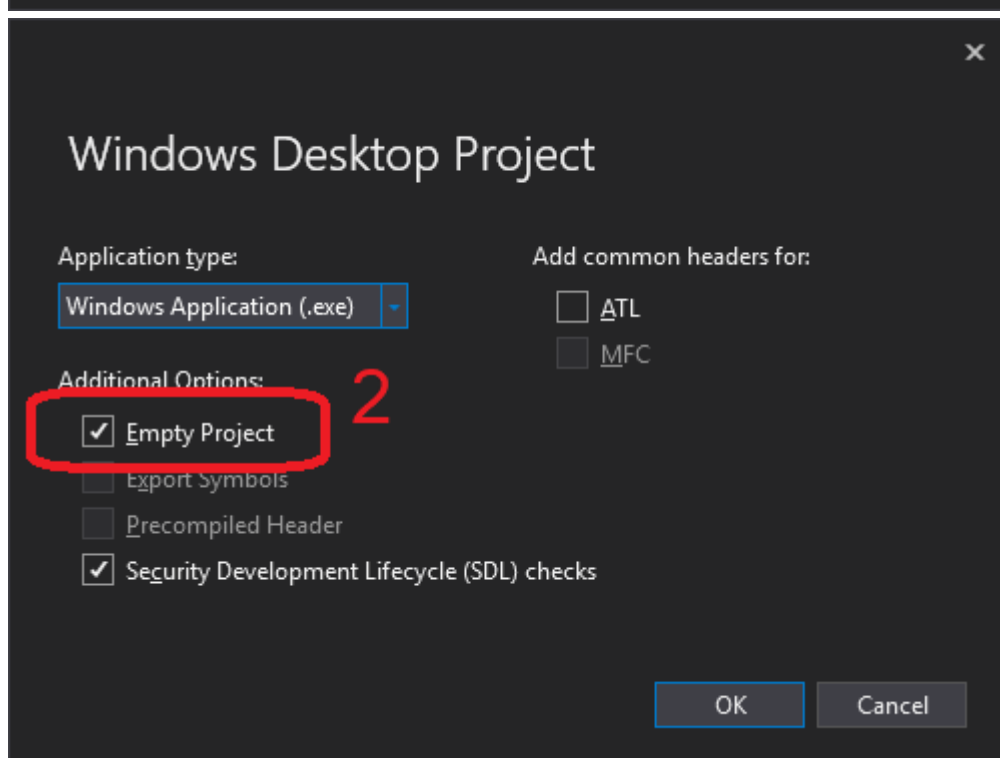 Windows Desktop Project
Application type:
Add common headers for:
Windows Application (.exe)
ATL
MFC
Additional Options:
2
Empty Project
Export Symbols
Precompiled Header
Security Development Lifecycle (SDL) checks
OK
Cancel